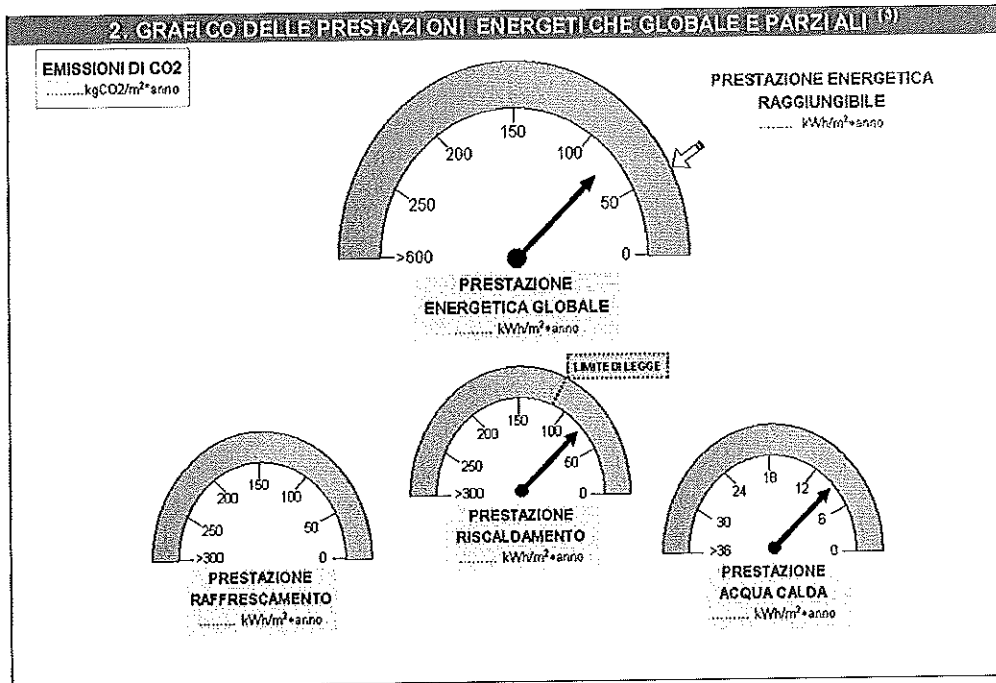 2. GRAFICO DELLE PRESTAZIONI ENERGETICHE GLOBALE E PARZIALI
EMISSIONI DI CO2
.........kgCO2/m²*anno
PRESTAZIONE ENERGETICA
RAGGIUNGIBILE
........ kWh/m²*anno
>600
250
200
150
100
50
0
PRESTAZIONE
ENERGETICA GLOBALE
......... kWh/m²*anno
LIMITE DI LEGGE
>300
250
200
150
100
50
0
PRESTAZIONE
RISCALDAMENTO
......... kWh/m²*anno
>300
250
200
150
100
50
0
PRESTAZIONE
RAFFRESCAMENTO
......... kWh/m²*anno
>36
30
24
18
12
6
0
PRESTAZIONE
ACQUA CALDA
......... kWh/m²*anno